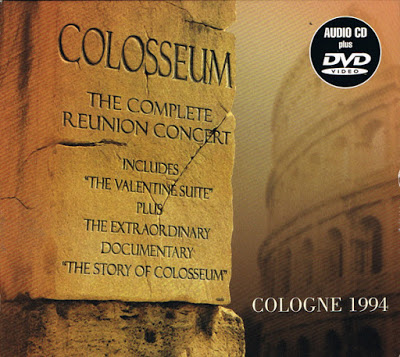 COLOSSEUM
THE COMPLETE
REUNION CONCERT
INCLUDES
"THE VALENTINE SUITE"
PLUS
THE EXTRAORDINARY
DOCUMENTARY
"THE STORY OF COLOSSEUM"
AUDIO CD
plus
DVD
VIDEO
COLOGNE 1994